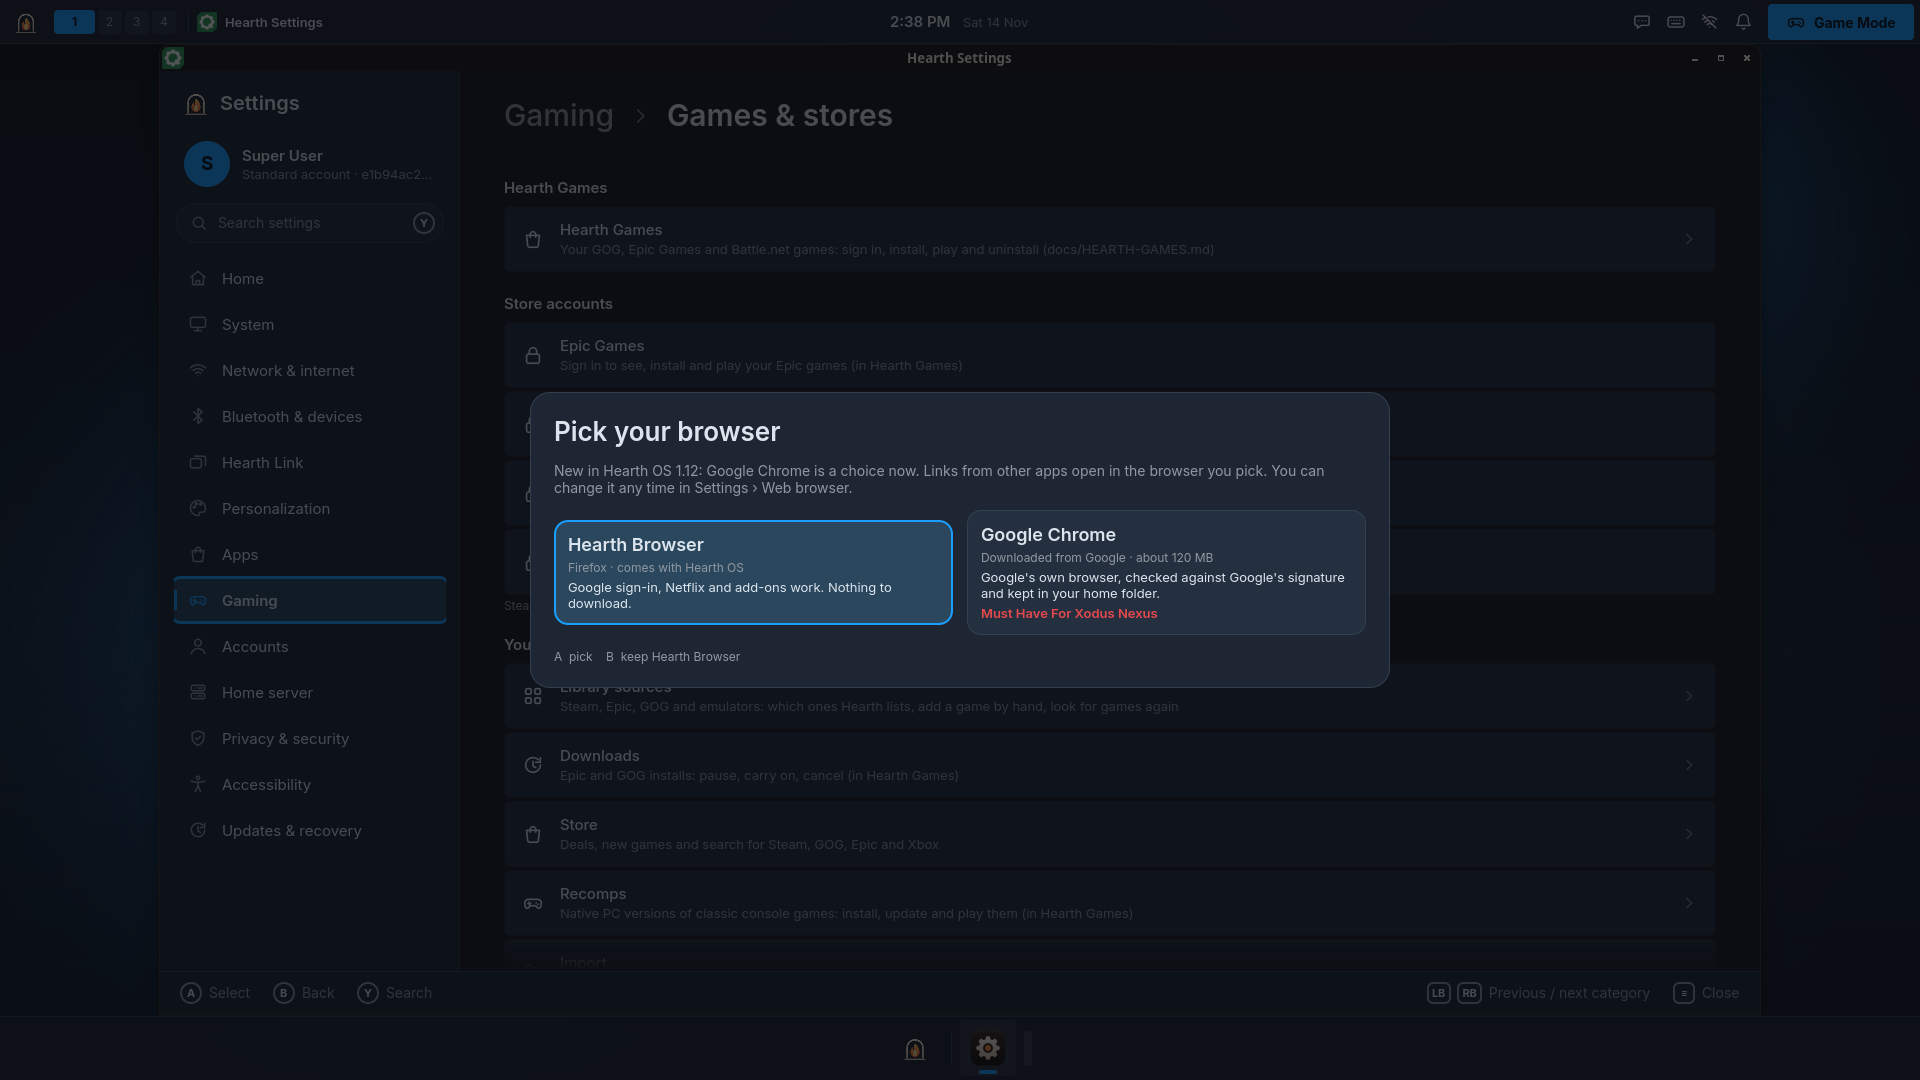 1 2 3 4 Hearth Settings 2:38 PM Sat 14 Nov Game Mode
Hearth Settings
Settings
S Super User
Standard account · e1b94ac2...
Search settings Y
Home
System
Network & internet
Bluetooth & devices
Hearth Link
Personalization
Apps
Gaming
Accounts
Home server
Privacy & security
Accessibility
Updates & recovery
Gaming > Games & stores
Hearth Games
Hearth Games
Your GOG, Epic Games and Battle.net games: sign in, install, play and uninstall (docs/HEARTH-GAMES.md)
Store accounts
Epic Games
Sign in to see, install and play your Epic games (in Hearth Games)
Pick your browser
New in Hearth OS 1.12: Google Chrome is a choice now. Links from other apps open in the browser you pick. You can
change it any time in Settings › Web browser.
Hearth Browser
Firefox · comes with Hearth OS
Google sign-in, Netflix and add-ons work. Nothing to
download.
Google Chrome
Downloaded from Google · about 120 MB
Google's own browser, checked against Google's signature
and kept in your home folder.
Must Have For Xodus Nexus
A pick B keep Hearth Browser
Stea
You
Library sources
Steam, Epic, GOG and emulators: which ones Hearth lists, add a game by hand, look for games again
Downloads
Epic and GOG installs: pause, carry on, cancel (in Hearth Games)
Store
Deals, new games and search for Steam, GOG, Epic and Xbox
Recomps
Native PC versions of classic console games: install, update and play them (in Hearth Games)
Import
A Select B Back Y Search LB RB Previous / next category ≡ Close